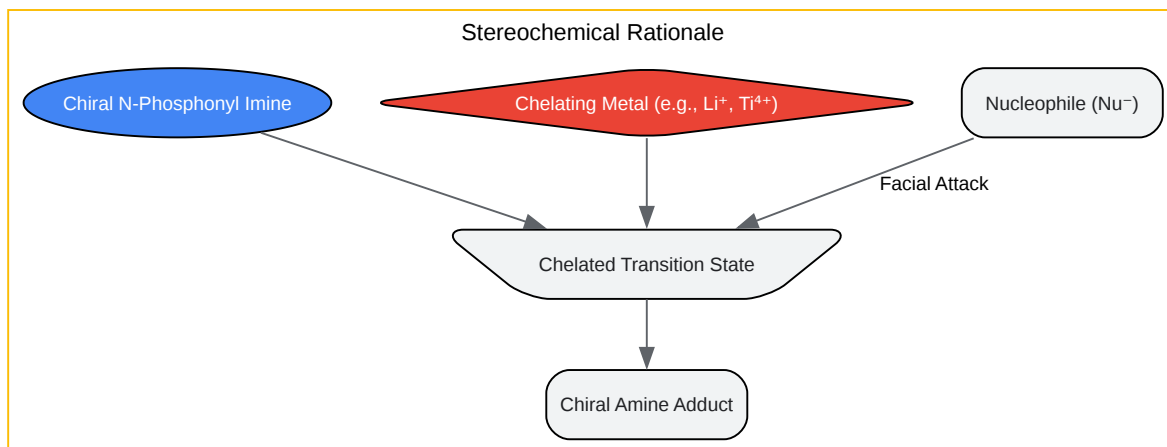 Stereochemical Rationale
Chiral N-Phosphonyl Imine
Chelating Metal (e.g., Li⁺, Ti⁴⁺)
Nucleophile (Nu⁻)
Facial Attack
Chelated Transition State
Chiral Amine Adduct